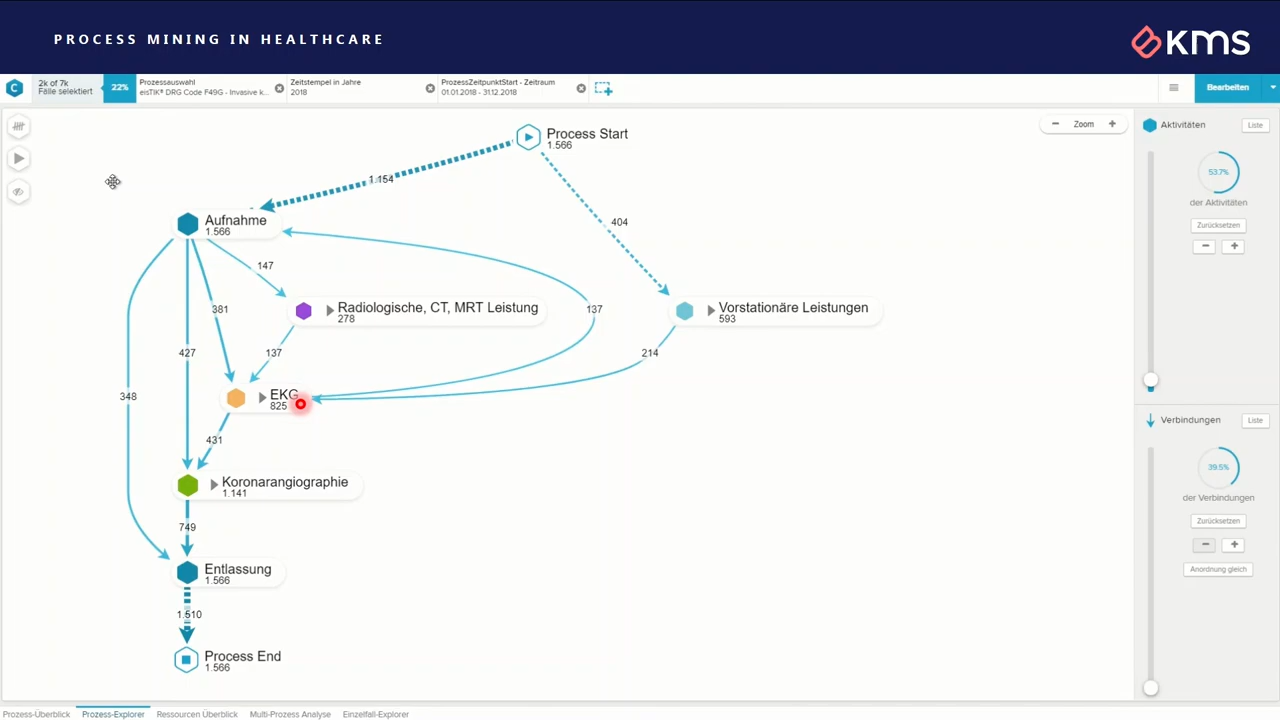 PROCESS MINING IN HEALTHCARE
KMS
C
2k of 7k
Fälle selektiert
22%
Prozessauswahl
eisTIK® DRG Code F49G - Invasive k...
Zeitstempel in Jahre
2018
ProzessZeitpunktStart - Zeitraum
01.01.2018 - 31.12.2018
Bearbeiten
Zoom
Process Start
1.566
1.154
404
Aufnahme
1.566
147
381
427
348
Radiologische, CT, MRT Leistung
278
137
137
Vorstationäre Leistungen
593
214
EKG
825
431
Koronarangiographie
1.141
749
Entlassung
1.566
1.510
Process End
1.566
Aktivitäten
Liste
53.7%
der Aktivitäten
Zurücksetzen
Verbindungen
Liste
39.5%
der Verbindungen
Zurücksetzen
Anordnung gleich
Prozess-Überblick
Prozess-Explorer
Ressourcen Überblick
Multi-Prozess Analyse
Einzelfall-Explorer